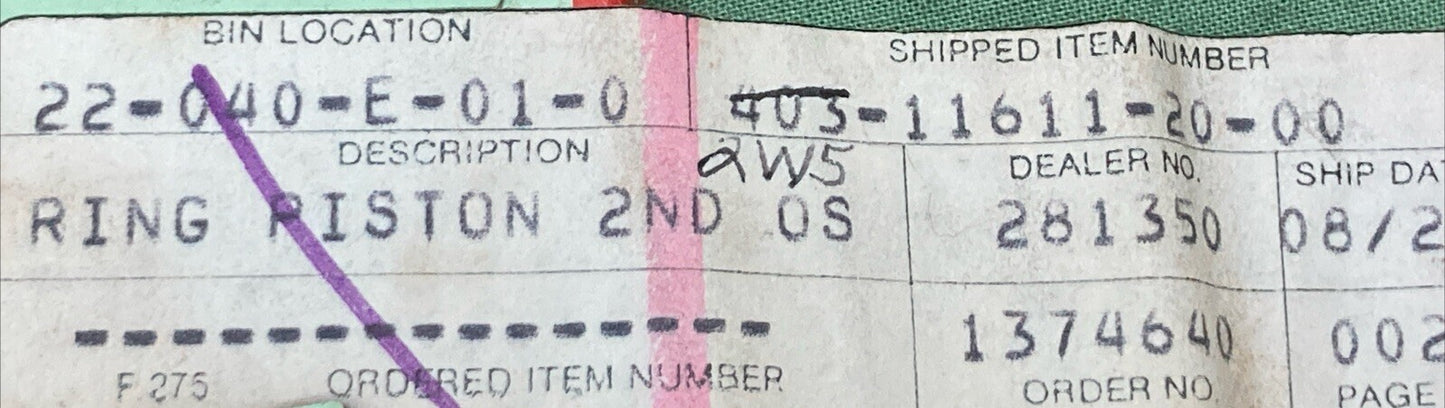 BIN LOCATION SHIPPED ITEM NUMBER
22-040-E-01-0 403-11611-20-00
DESCRIPTION 2W5 DEALER NO. SHIP DA
RING PISTON 2ND OS 281350 08/2
--------------- 1374640 002
F 275 ORDERED ITEM NUMBER ORDER NO. PAGE